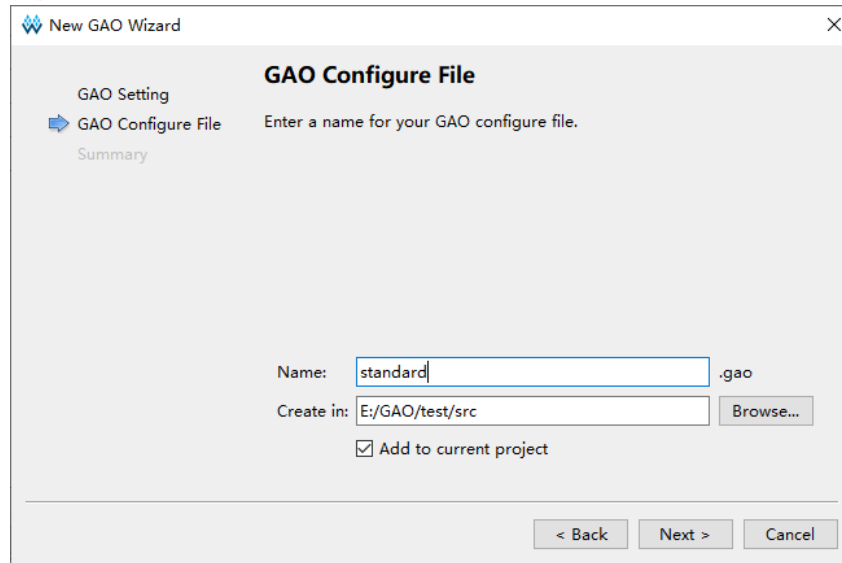 New GAO Wizard
GAO Setting
GAO Configure File
Summary
GAO Configure File
Enter a name for your GAO configure file.
Name: standard .gao
Create in: E:/GAO/test/src Browse...
Add to current project
< Back Next > Cancel